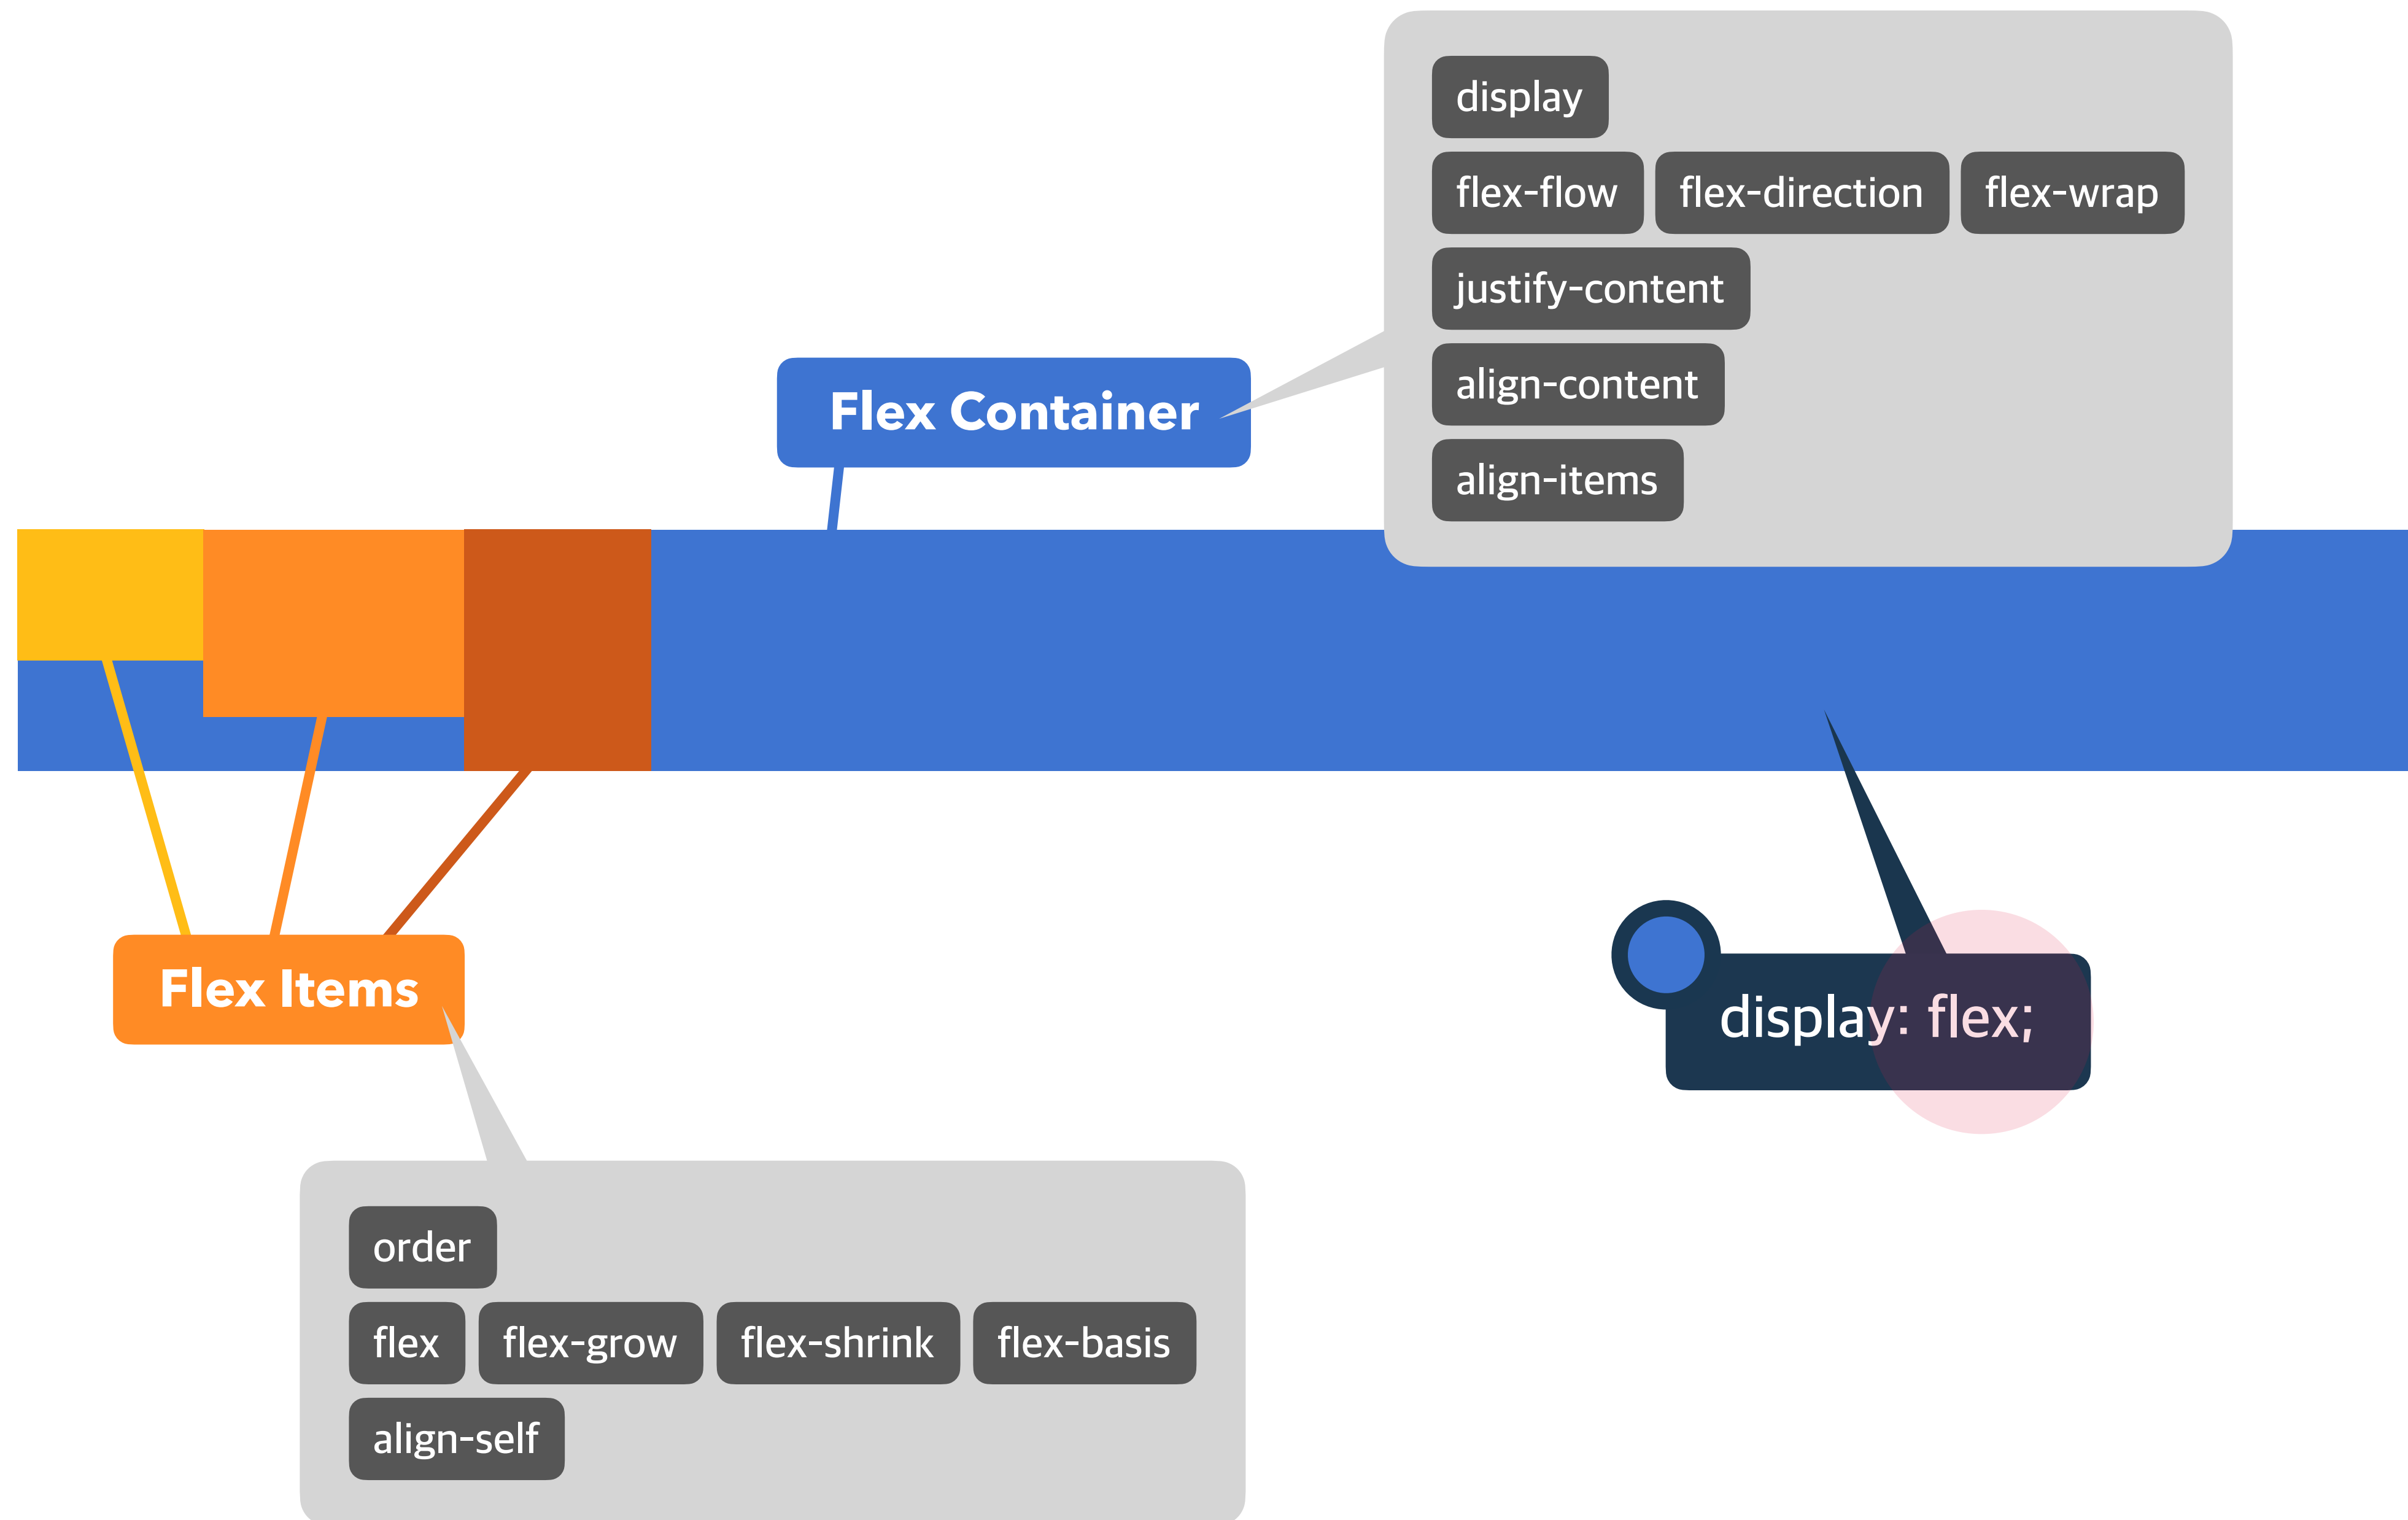 display
flex-flow flex-direction flex-wrap
justify-content
align-content
align-items
Flex Container
Flex Items
display: flex;
order
flex flex-grow flex-shrink flex-basis
align-self